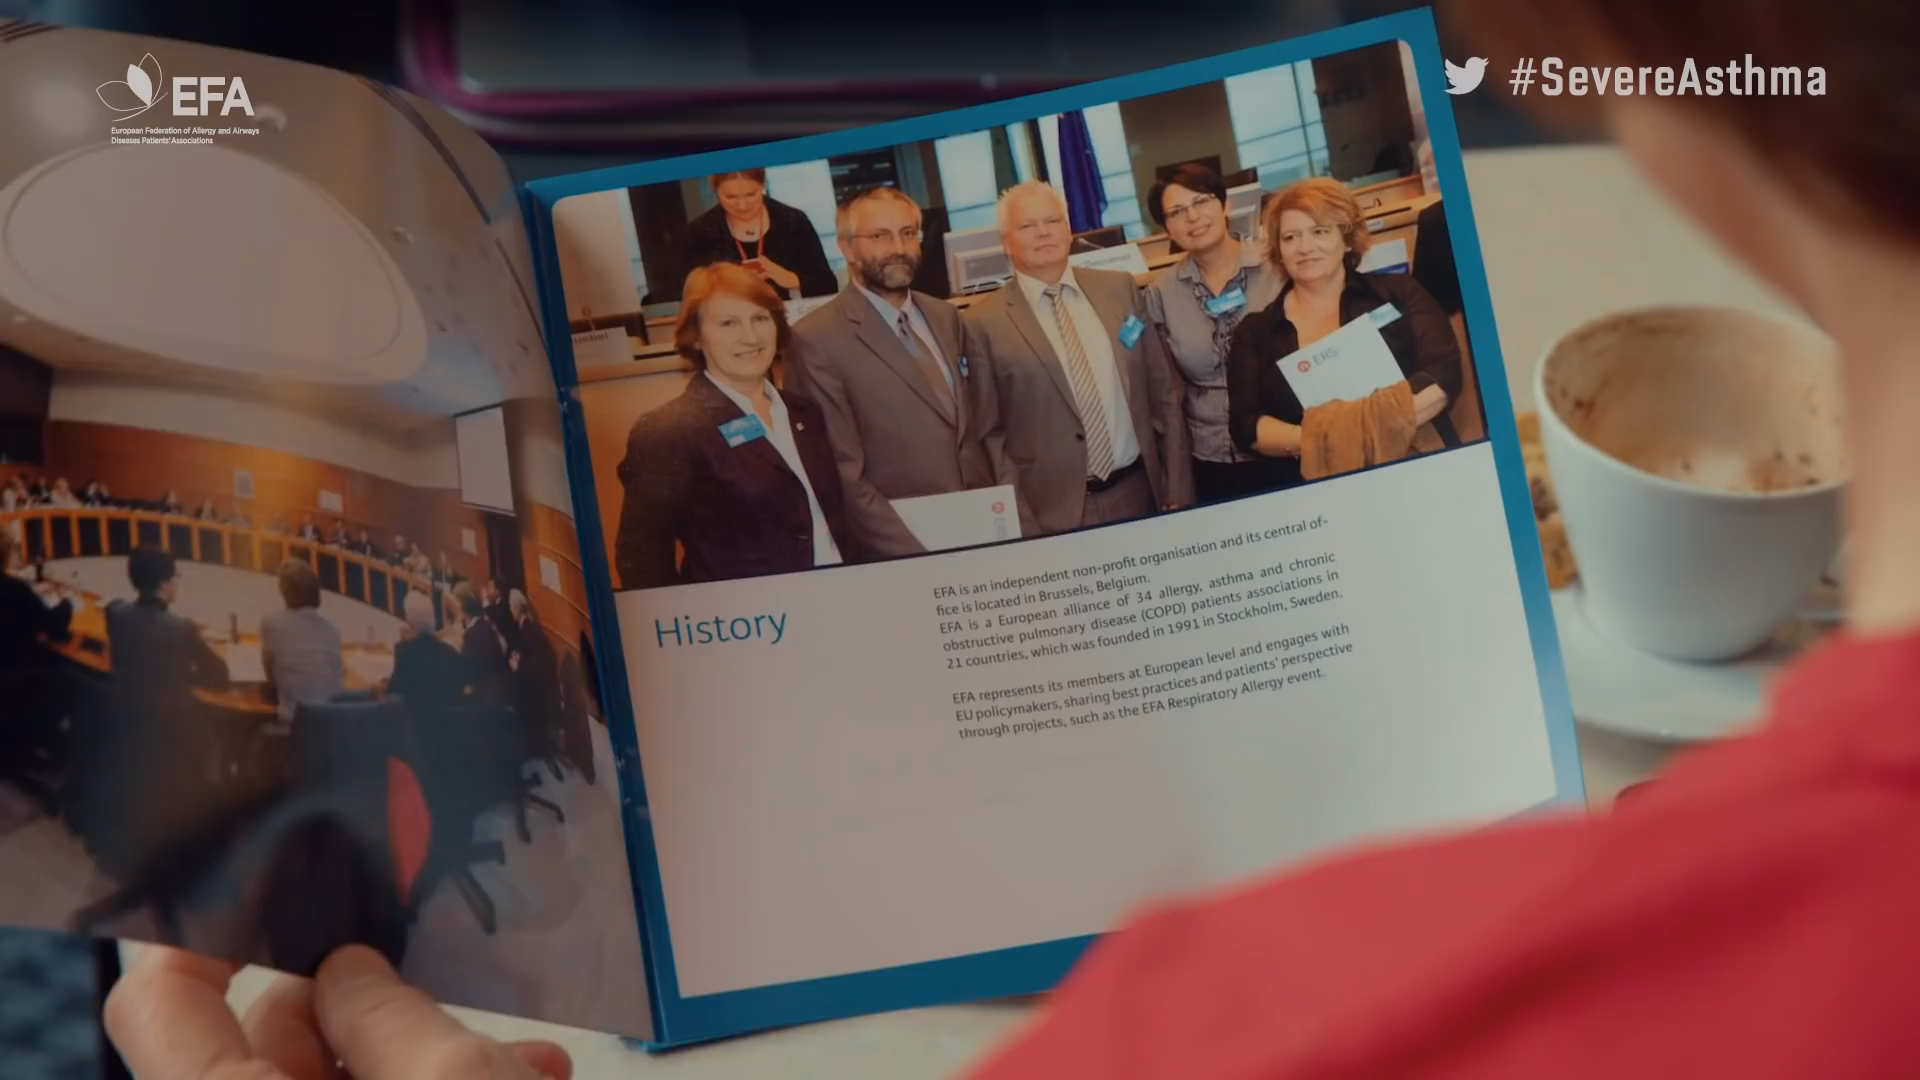 EFA
European Federation of Allergy and Airways
Diseases Patients' Associations
#SevereAsthma
ERS
History
EFA is an independent non-profit organisation and its central of-
fice is located in Brussels, Belgium.
EFA is a European alliance of 34 allergy, asthma and chronic
obstructive pulmonary disease (COPD) patients associations in
21 countries, which was founded in 1991 in Stockholm, Sweden.
EFA represents its members at European level and engages with
EU policymakers, sharing best practices and patients' perspective
through projects, such as the EFA Respiratory Allergy event.